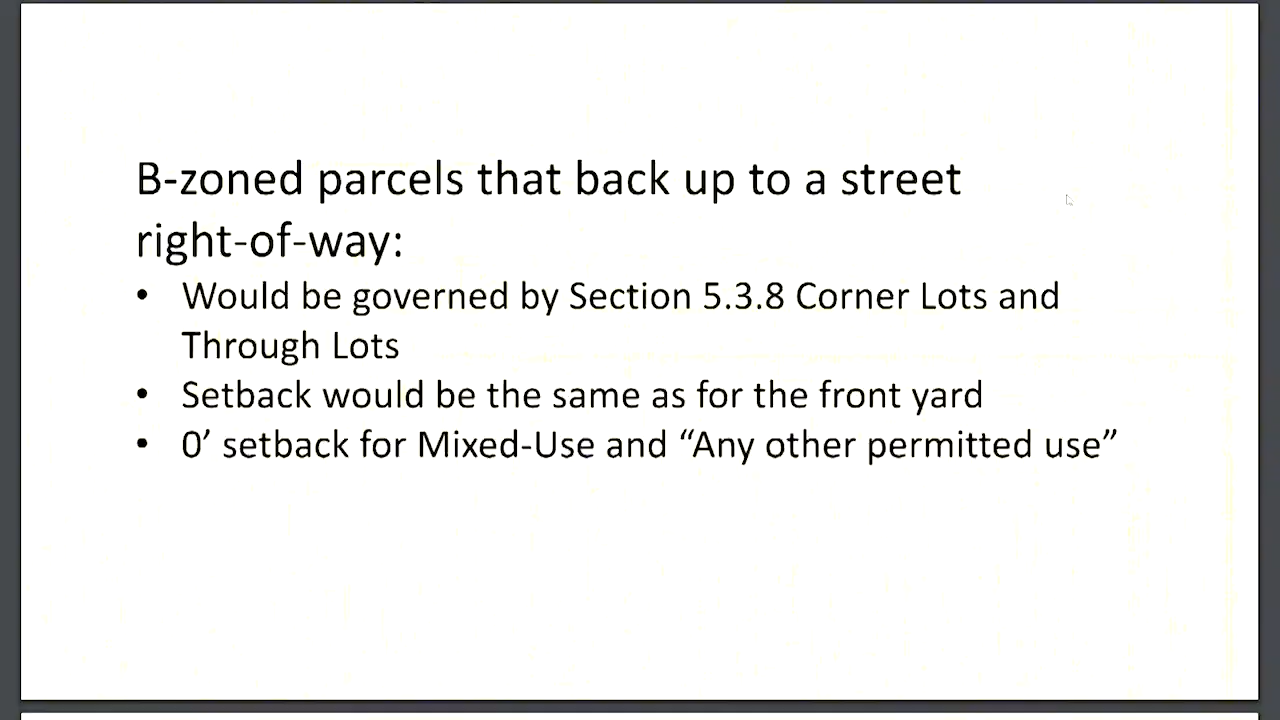 B-zoned parcels that back up to a street
right-of-way:
• Would be governed by Section 5.3.8 Corner Lots and
Through Lots
• Setback would be the same as for the front yard
• 0’ setback for Mixed-Use and “Any other permitted use”